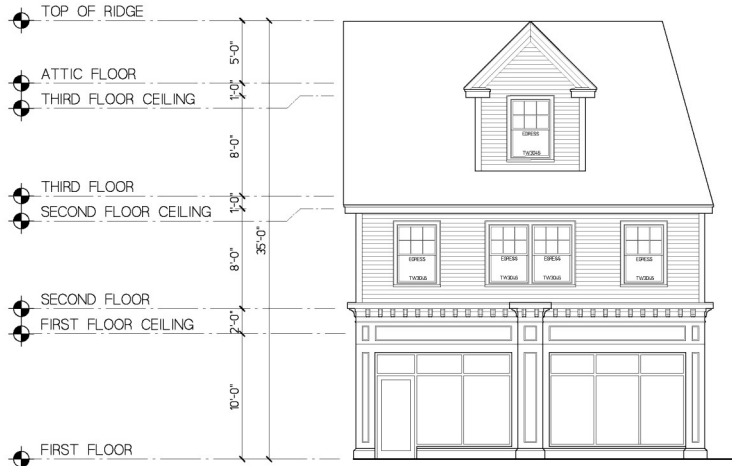 TOP OF RIDGE
5'-0"
ATTIC FLOOR
1'-0"
THIRD FLOOR CEILING
EGRESS
TW3046
8'-0"
THIRD FLOOR
1'-0"
SECOND FLOOR CEILING
35'-0"
EGRESS EGRESS EGRESS EGRESS
TW3046 TW3046 TW3046 TW3046
8'-0"
SECOND FLOOR
2'-0"
FIRST FLOOR CEILING
10'-0"
FIRST FLOOR